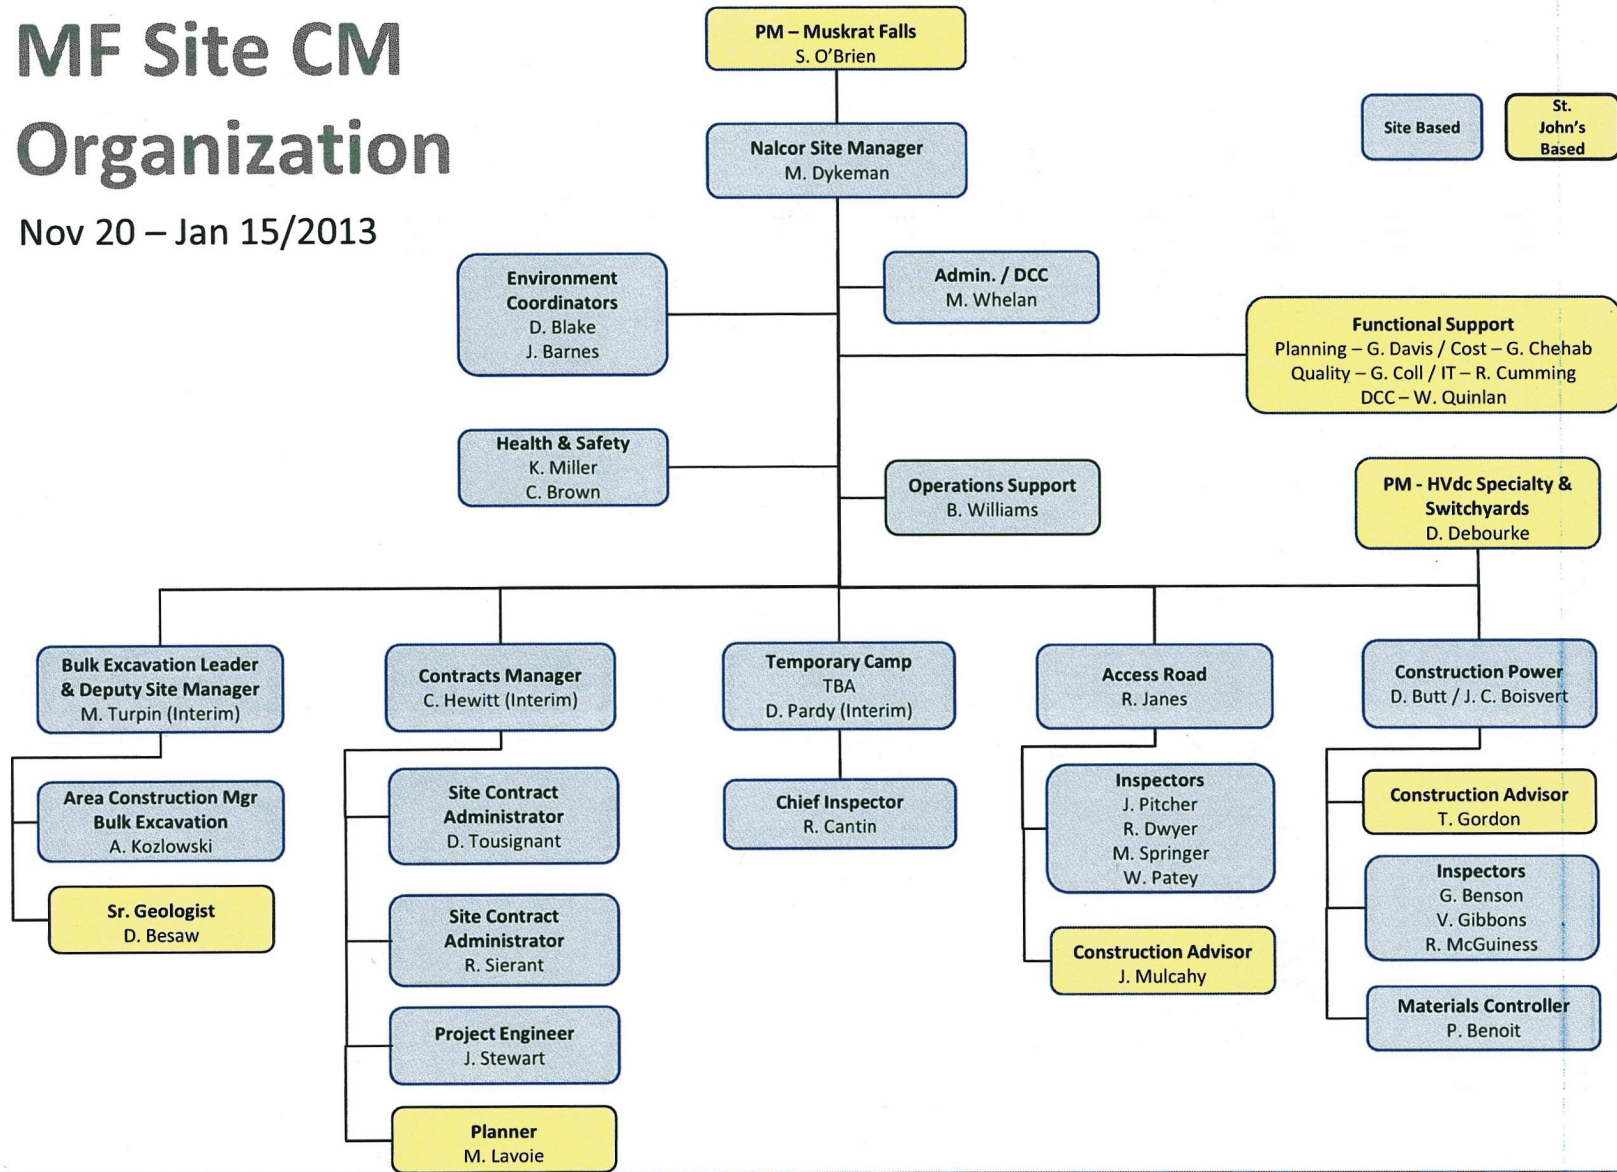 MF Site CM
Organization
Nov 20 – Jan 15/2013
PM – Muskrat Falls
S. O'Brien
Nalcor Site Manager
M. Dykeman
Site Based
St.
John's
Based
Environment
Coordinators
D. Blake
J. Barnes
Admin. / DCC
M. Whelan
Functional Support
Planning – G. Davis / Cost – G. Chehab
Quality – G. Coll / IT – R. Cumming
DCC – W. Quinlan
Health & Safety
K. Miller
C. Brown
Operations Support
B. Williams
PM - HVdc Specialty &
Switchyards
D. Debourke
Bulk Excavation Leader
& Deputy Site Manager
M. Turpin (Interim)
Contracts Manager
C. Hewitt (Interim)
Temporary Camp
TBA
D. Pardy (Interim)
Access Road
R. Janes
Construction Power
D. Butt / J. C. Boisvert
Area Construction Mgr
Bulk Excavation
A. Kozlowski
Sr. Geologist
D. Besaw
Site Contract
Administrator
D. Tousignant
Site Contract
Administrator
R. Sierant
Project Engineer
J. Stewart
Planner
M. Lavoie
Chief Inspector
R. Cantin
Inspectors
J. Pitcher
R. Dwyer
M. Springer
W. Patey
Construction Advisor
J. Mulcahy
Construction Advisor
T. Gordon
Inspectors
G. Benson
V. Gibbons
R. McGuiness
Materials Controller
P. Benoit